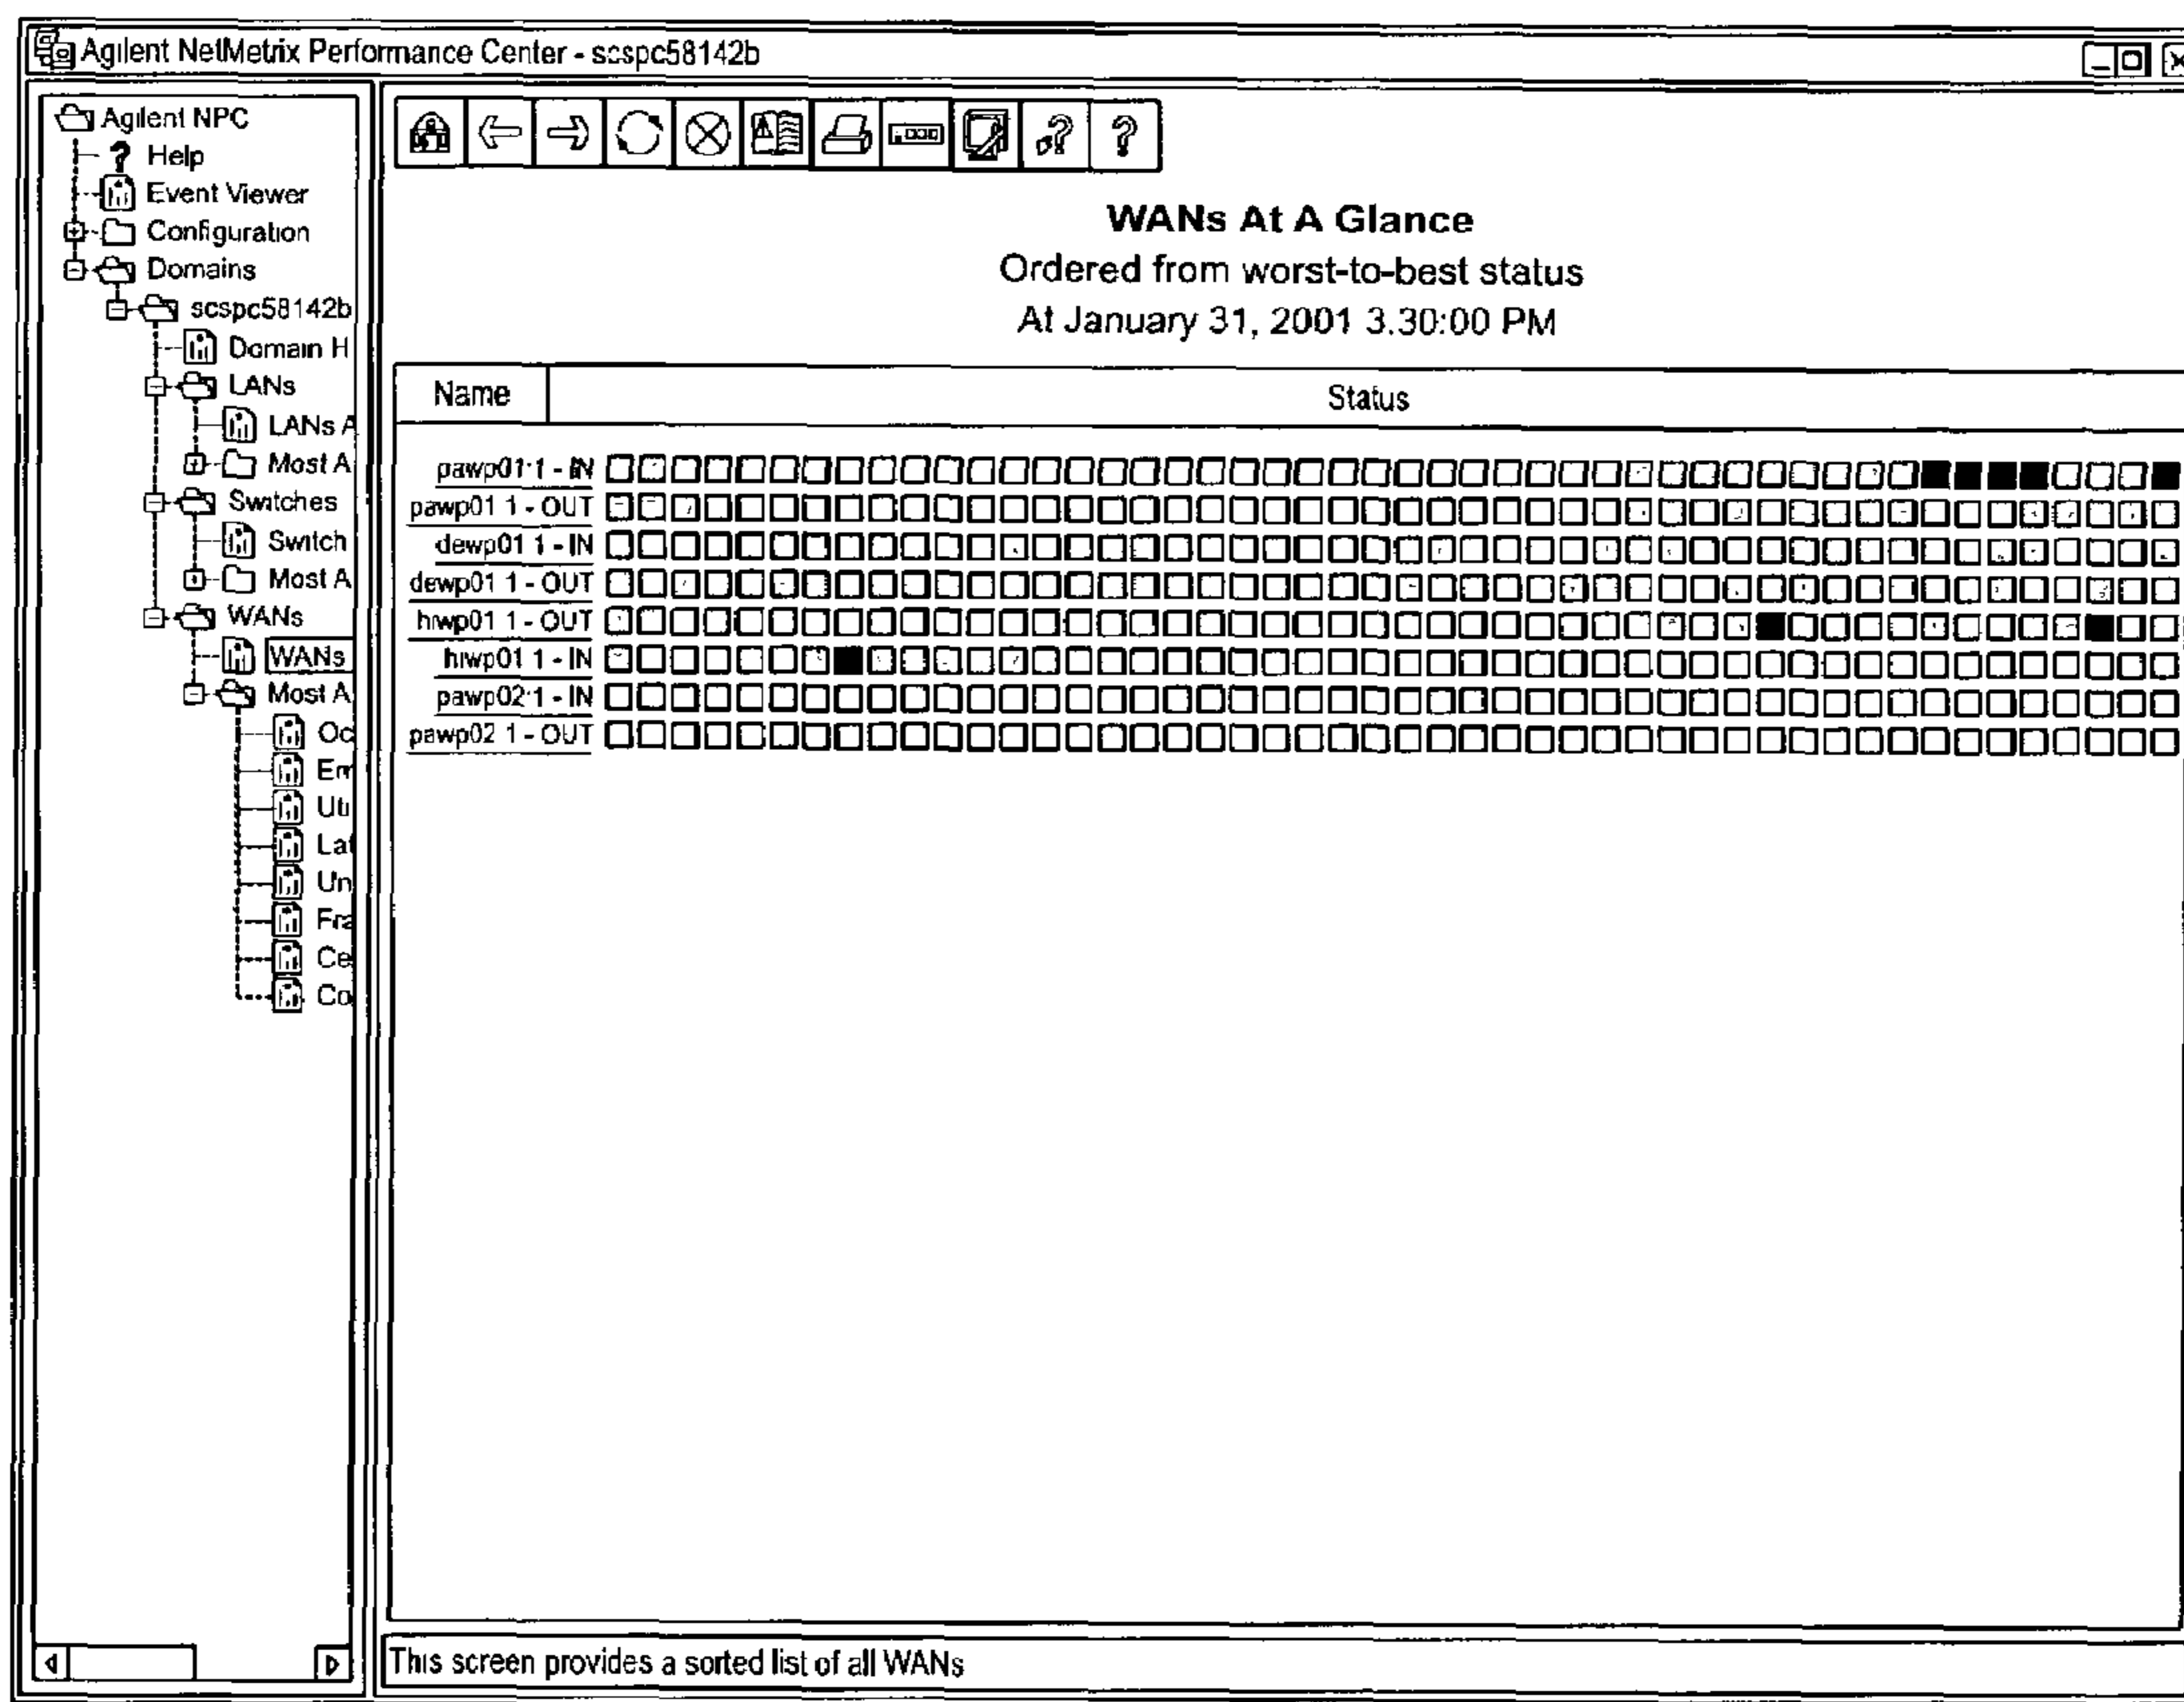 Agilent NetMetrix Performance Center - scspc58142b
Agilent NPC
? Help
Event Viewer
Configuration
Domains
scspc58142b
Domain H
LANs
LANs A
Most A
Switches
Switch
Most A
WANs
WANs
Most A
Oc
Err
Uti
Lat
Un
Fra
Ce
Co
? ?
WANs At A Glance
Ordered from worst-to-best status
At January 31, 2001 3.30:00 PM
Name Status
pawp01:1 - IN
pawp01 1 - OUT
dewp01 1 - IN
dewp01 1 - OUT
hiwp01 1 - OUT
hiwp01 1 - IN
pawp02:1 - IN
pawp02 1 - OUT
This screen provides a sorted list of all WANs